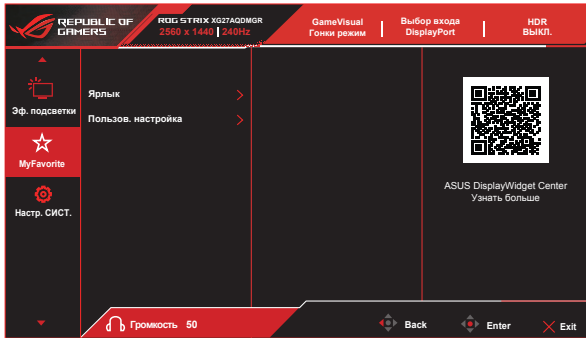 REPUBLIC OF
GAMERS
ROG STRIX XG27AQDMGR
2560 x 1440 240Hz
GameVisual
Гонки режим
Выбор входа
DisplayPort
HDR
ВЫКЛ.
Эф. подсветки
MyFavorite
Настр. СИСТ.
Ярлык
Пользов. настройка
ASUS DisplayWidget Center
Узнать больше
Громкость 50
Back
Enter
Exit